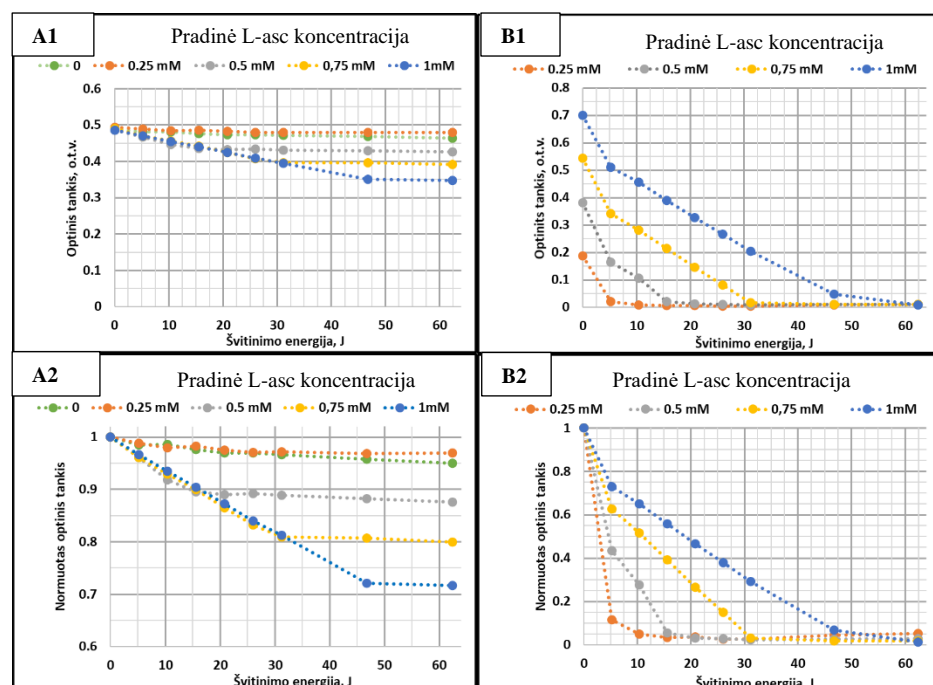 A1
Pradinė L-asc koncentracija
0 0.25 mM 0.5 mM 0,75 mM 1mM
Optinis tankis, o.t.v.
0.6
0.5
0.4
0.3
0.2
0.1
0
0 10 20 30 40 50 60
Švitinimo energija, J
B1
Pradinė L-asc koncentracija
0.25 mM 0.5 mM 0,75 mM 1mM
Optinits tankis, o.t.v.
0.8
0.7
0.6
0.5
0.4
0.3
0.2
0.1
0
0 10 20 30 40 50 60
Švitinimo energija, J
A2
Pradinė L-asc koncentracija
0 0.25 mM 0.5 mM 0,75 mM 1mM
Normuotas optinis tankis
1
0.9
0.8
0.7
0.6
0 10 20 30 40 50 60
Švitinimo energija, J
B2
Pradinė L-asc koncentracija
0.25 mM 0.5 mM 0,75 mM 1mM
Normuotas optinis tankis
1
0.8
0.6
0.4
0.2
0
0 10 20 30 40 50 60
Švitinimo energija, J